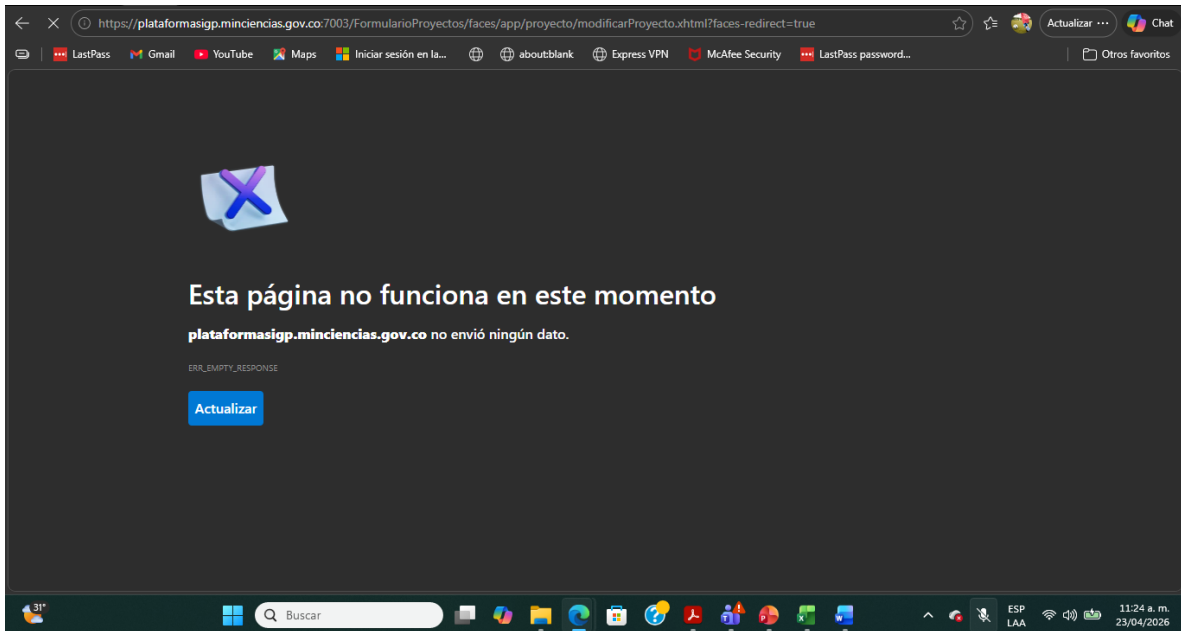 https://plataformasigp.minciencias.gov.co:7003/FormularioProyectos/faces/app/proyecto/modificarProyecto.xhtml?faces-redirect=true
Actualizar ···
Chat
LastPass
Gmail
YouTube
Maps
Iniciar sesión en la...
about:blank
Express VPN
McAfee Security
LastPass password...
Otros favoritos
Esta página no funciona en este momento
plataformasigp.minciencias.gov.co no envió ningún dato.
ERR_EMPTY_RESPONSE
Actualizar
31°
Buscar
ESP
LAA
11:24 a. m.
23/04/2026